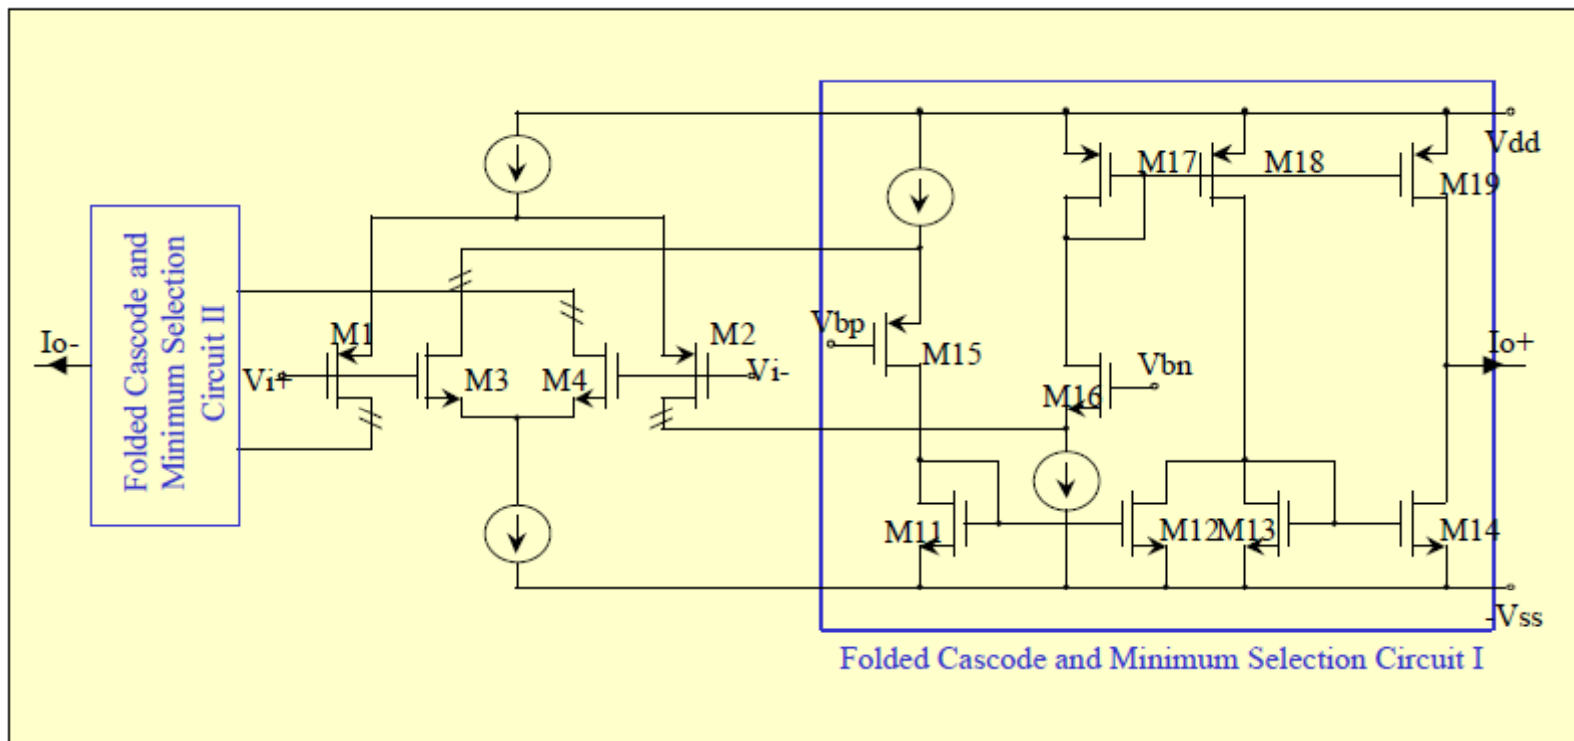 Vdd
M17
M18
M19
Folded Cascode and
Minimum Selection
Circuit II
Io-
M1
M2
Vbp
M15
Vi+
M3
M4
Vi-
M16
Vbn
Io+
M11
M12
M13
M14
-Vss
Folded Cascode and Minimum Selection Circuit I